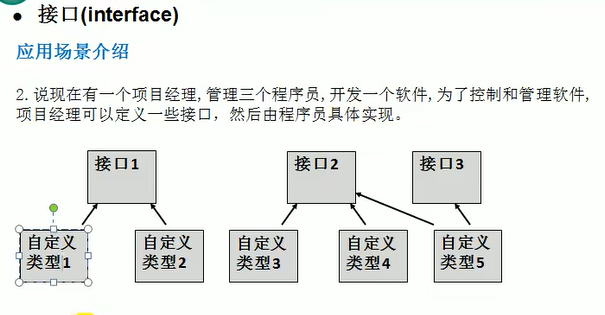 ● 接口(interface)
应用场景介绍
2.说现在有一个项目经理,管理三个程序员,开发一个软件,为了控制和管理软件,
项目经理可以定义一些接口，然后由程序员具体实现。
接口1 接口2 接口3
自定义 自定义 自定义 自定义 自定义
类型1 类型2 类型3 类型4 类型5